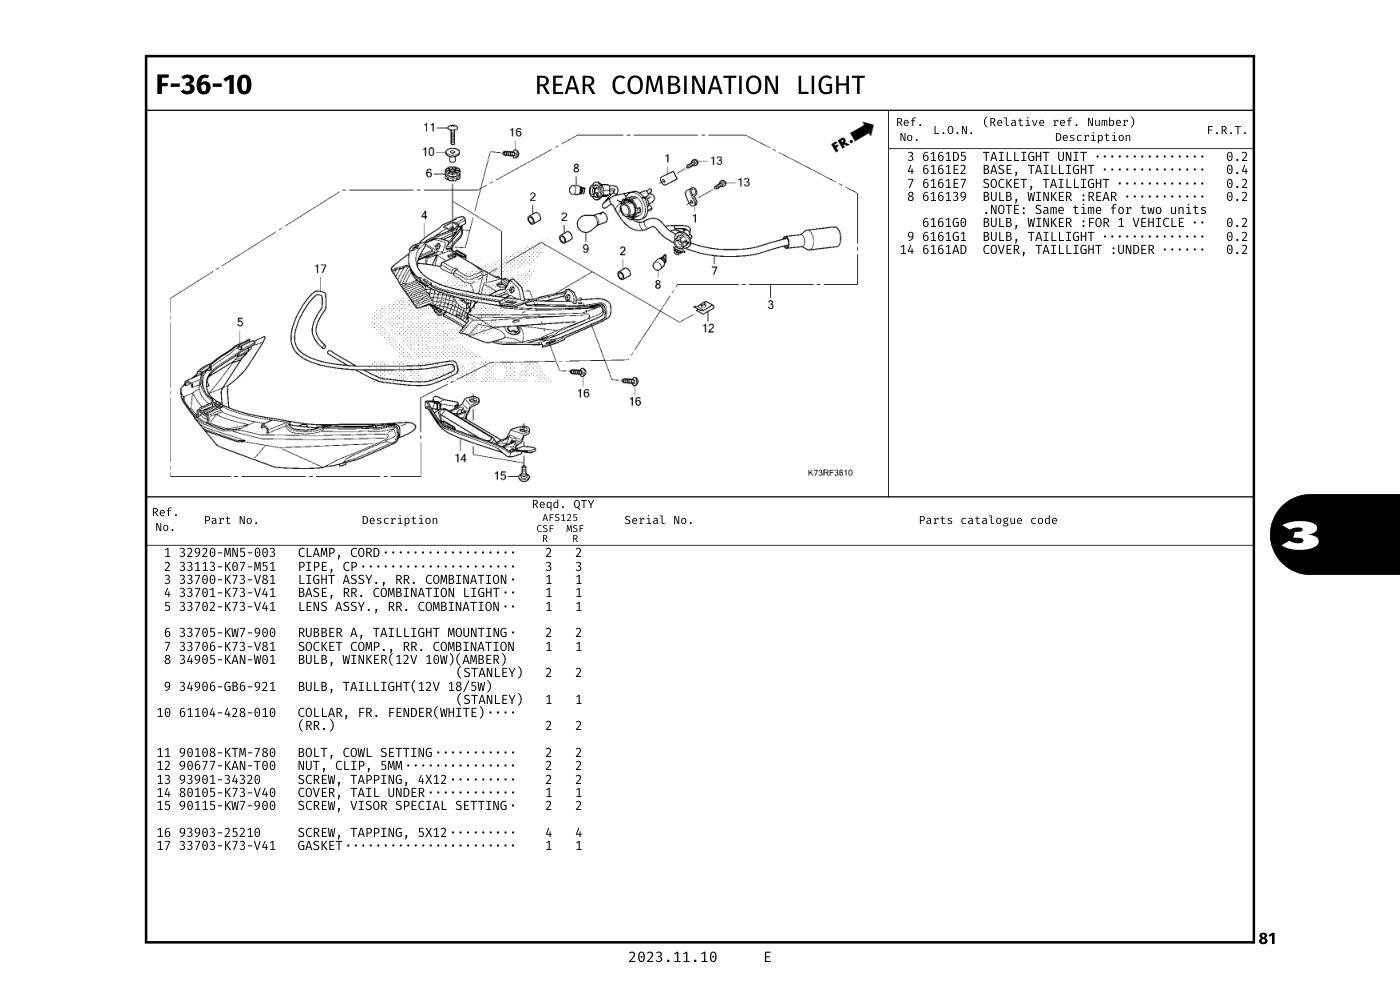 F-36-10 REAR COMBINATION LIGHT
11
16
10
6
FR.
1
13
8
13
2
4
2
1
9
2
7
8
17
3
12
5
16
16
14
15
K73RF3610
Ref. No. L.O.N. (Relative ref. Number) Description F.R.T.
3 6161D5 TAILLIGHT UNIT ··············· 0.2
4 6161E2 BASE, TAILLIGHT ·············· 0.4
7 6161E7 SOCKET, TAILLIGHT ············ 0.2
8 616139 BULB, WINKER :REAR ··········· 0.2
.NOTE: Same time for two units
6161G0 BULB, WINKER :FOR 1 VEHICLE ·· 0.2
9 6161G1 BULB, TAILLIGHT ·············· 0.2
14 6161AD COVER, TAILLIGHT :UNDER ······ 0.2
Ref. No. Part No. Description Reqd. QTY Serial No. Parts catalogue code
AFS125
CSF MSF
R R
1 32920-MN5-003 CLAMP, CORD·················· 2 2
2 33113-K07-M51 PIPE, CP····················· 3 3
3 33700-K73-V81 LIGHT ASSY., RR. COMBINATION· 1 1
4 33701-K73-V41 BASE, RR. COMBINATION LIGHT·· 1 1
5 33702-K73-V41 LENS ASSY., RR. COMBINATION·· 1 1
6 33705-KW7-900 RUBBER A, TAILLIGHT MOUNTING· 2 2
7 33706-K73-V81 SOCKET COMP., RR. COMBINATION 1 1
8 34905-KAN-W01 BULB, WINKER(12V 10W)(AMBER)
(STANLEY) 2 2
9 34906-GB6-921 BULB, TAILLIGHT(12V 18/5W)
(STANLEY) 1 1
10 61104-428-010 COLLAR, FR. FENDER(WHITE)····
(RR.) 2 2
11 90108-KTM-780 BOLT, COWL SETTING··········· 2 2
12 90677-KAN-T00 NUT, CLIP, 5MM··············· 2 2
13 93901-34320 SCREW, TAPPING, 4X12········· 2 2
14 80105-K73-V40 COVER, TAIL UNDER············ 1 1
15 90115-KW7-900 SCREW, VISOR SPECIAL SETTING· 2 2
16 93903-25210 SCREW, TAPPING, 5X12········· 4 4
17 33703-K73-V41 GASKET······················· 1 1
3
81
2023.11.10 E